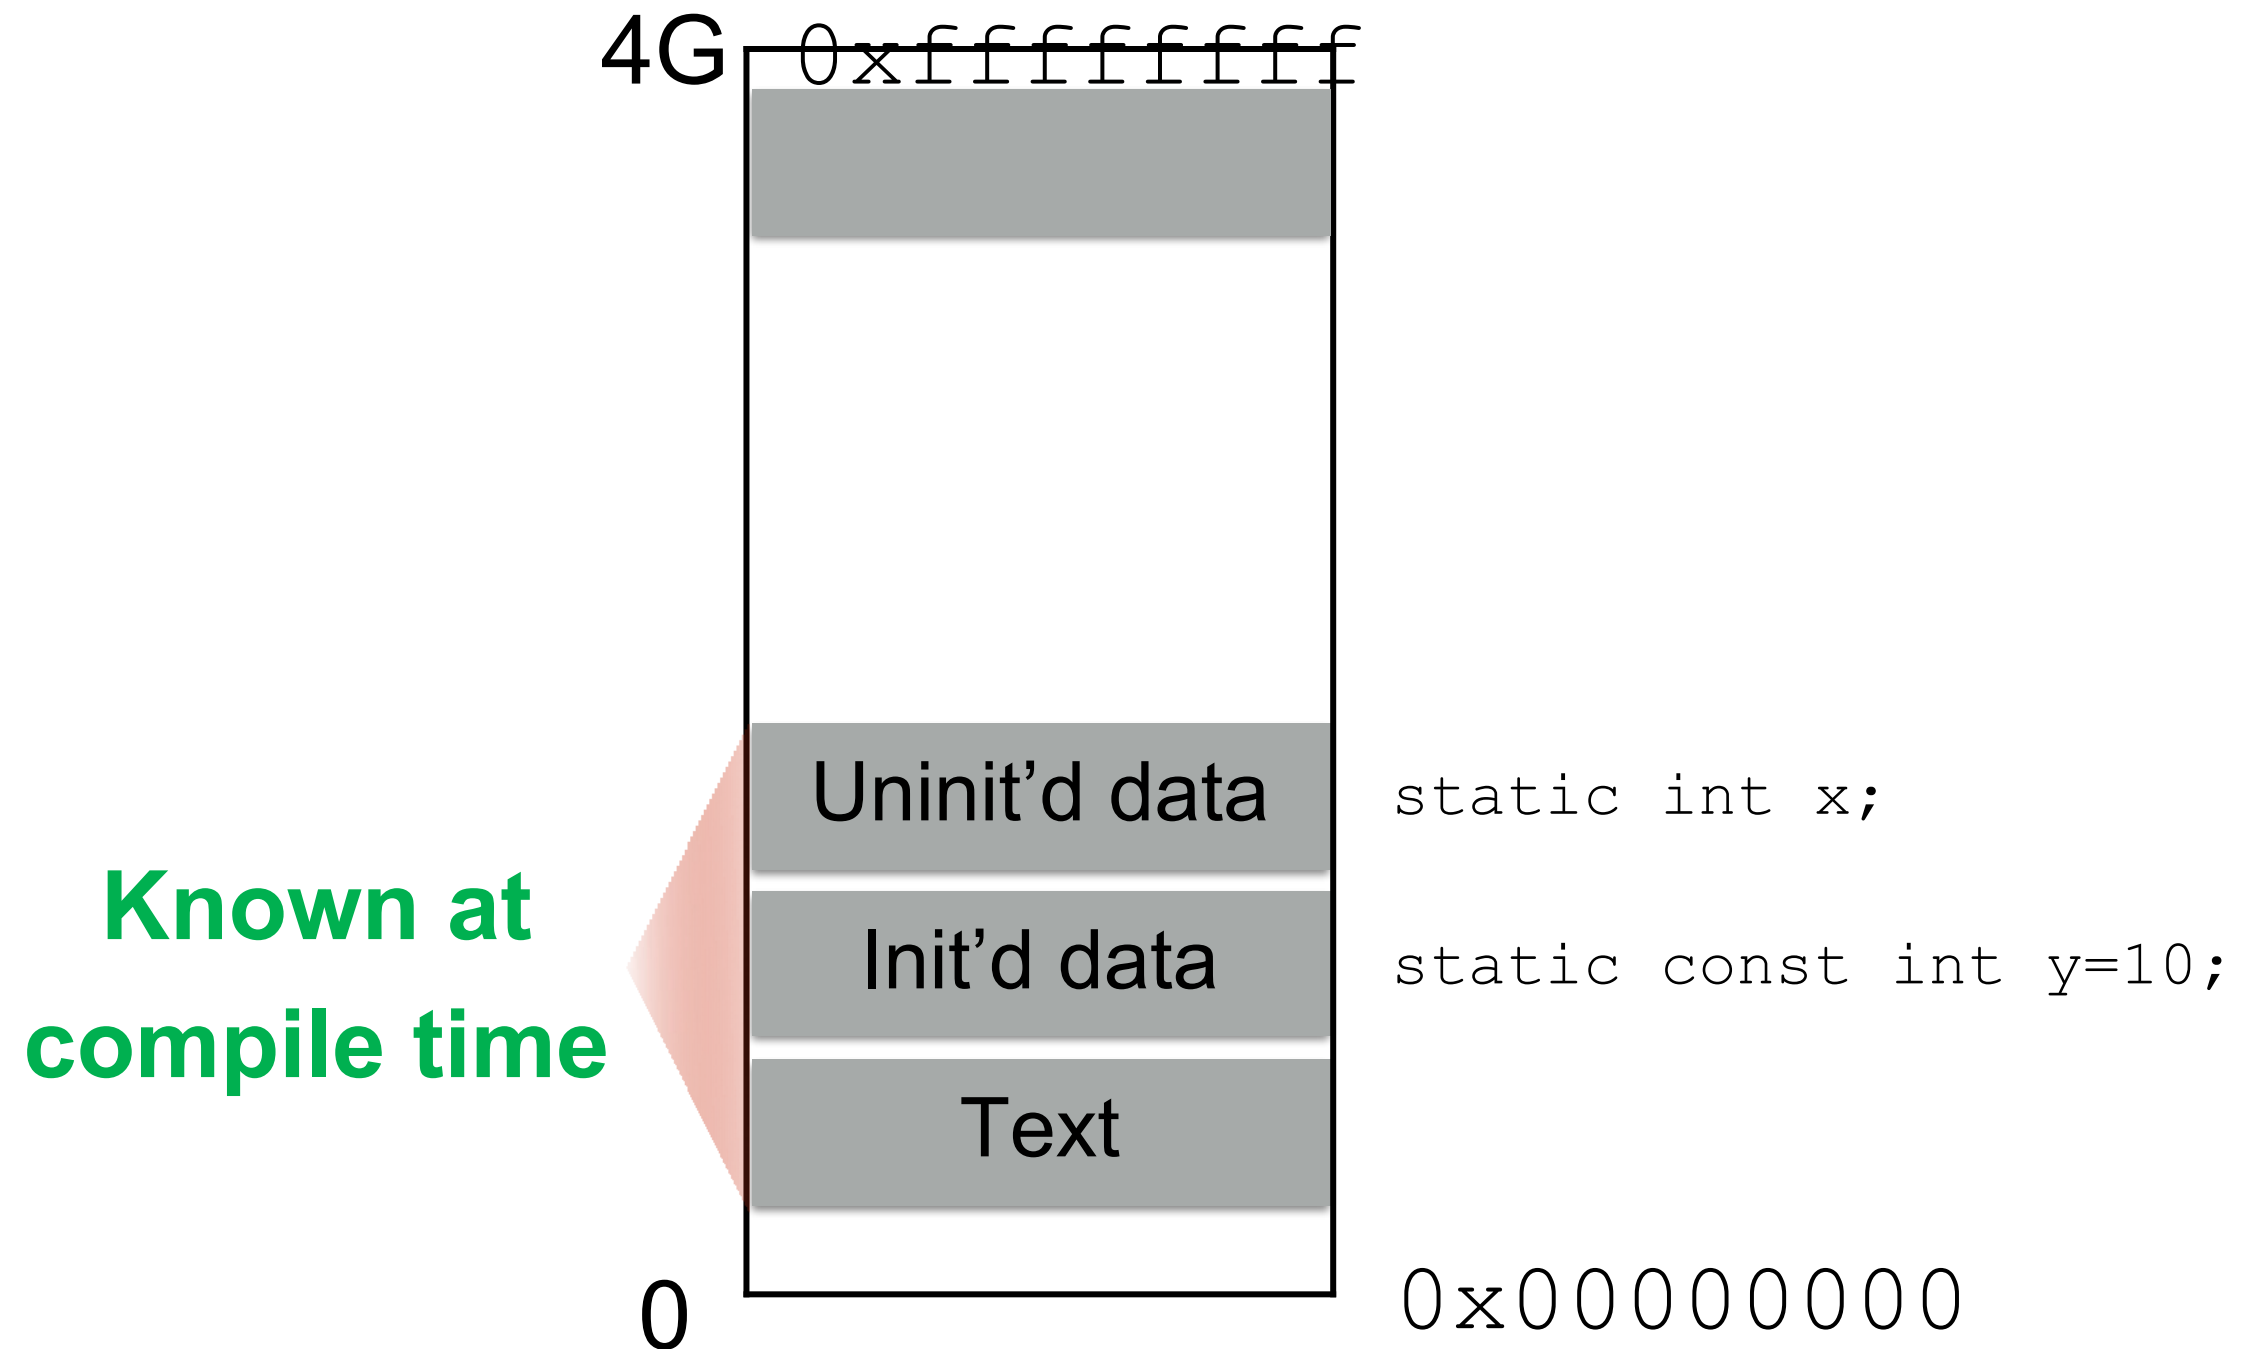 4G 0xffffffff
Uninit’d data static int x;
Known at
Init’d data static const int y=10;
compile time
Text
0 0x00000000